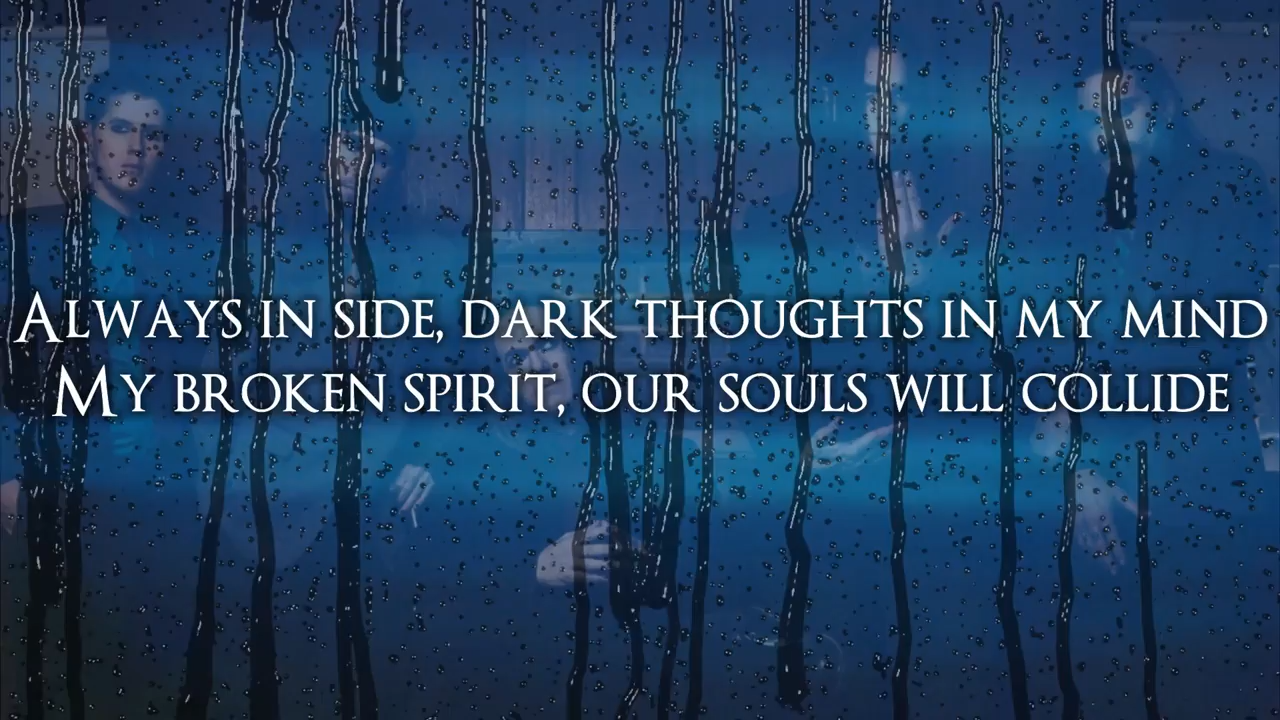 Always in side, dark thoughts in my mind
My broken spirit, our souls will collide